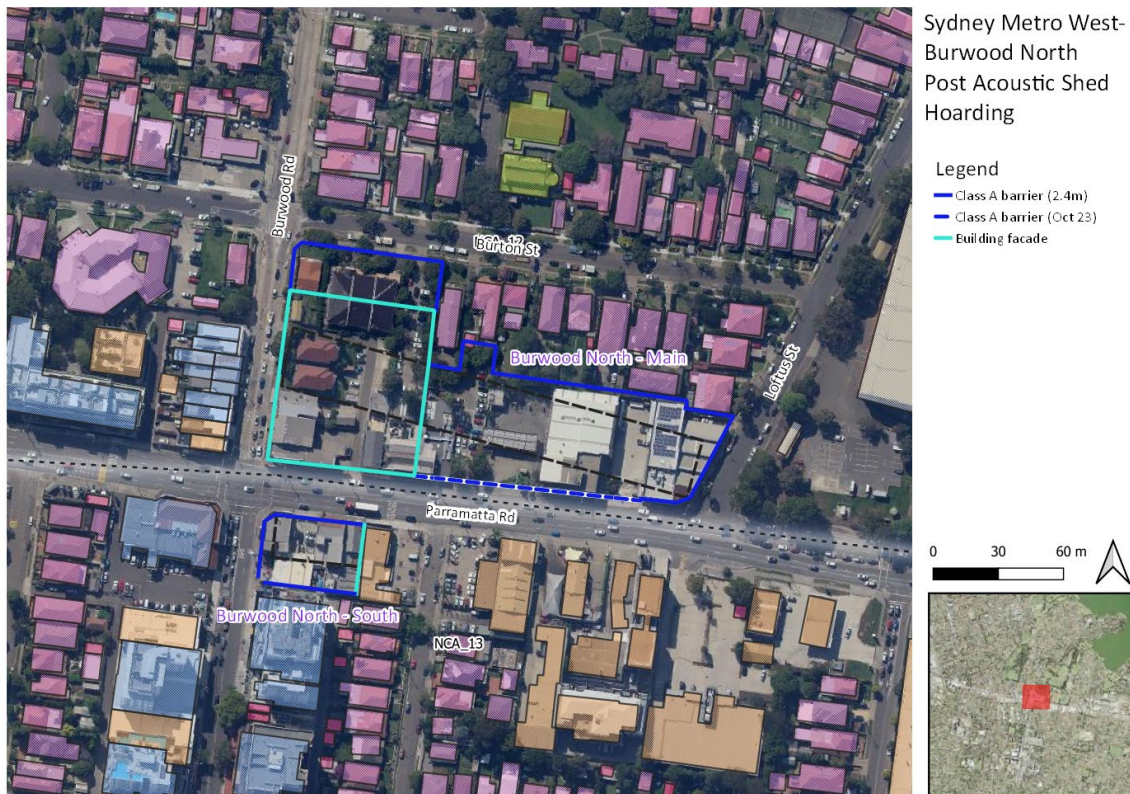 Sydney Metro West-
Burwood North
Post Acoustic Shed
Hoarding
Legend
Class A barrier (2.4m)
Class A barrier (Oct 23)
Building facade
Burwood Rd
Burton St
Burwood North - Main
Loftus St
Parramatta Rd
Burwood North - South
NCA_13
0 30 60 m